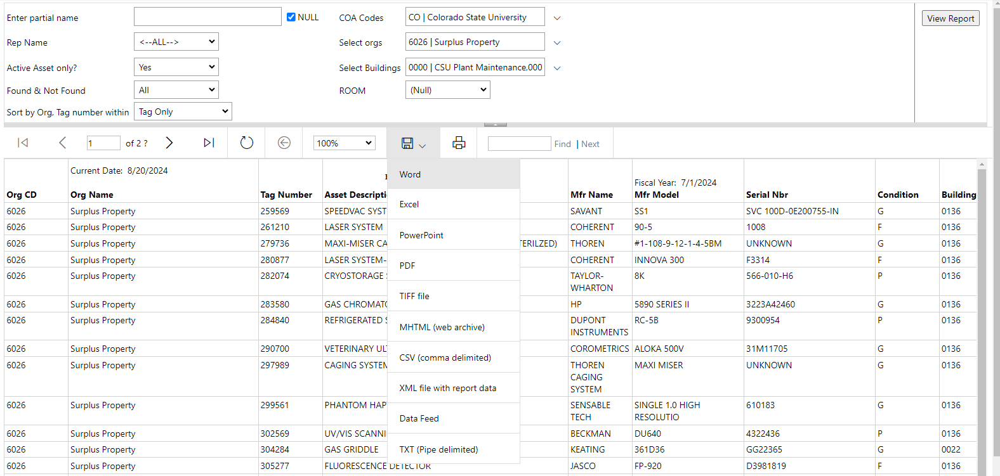 Enter partial name NULL COA Codes CO | Colorado State University View Report
Rep Name <--ALL--> Select orgs 6026 | Surplus Property
Active Asset only? Yes Select Buildings 0000 | CSU Plant Maintenance,000
Found & Not Found All ROOM (Null)
Sort by Org, Tag number within Tag Only
1 of 2 ? 100% Find | Next
Current Date: 8/20/2024
Fiscal Year: 7/1/2024
Org CD Org Name Tag Number Asset Descripti Mfr Name Mfr Model Serial Nbr Condition Building
6026 Surplus Property 259569 SPEEDVAC SYST SAVANT SS1 SVC 100D-0E200755-IN G 0136
6026 Surplus Property 261210 LASER SYSTEM COHERENT 90-5 1008 F 0136
6026 Surplus Property 279736 MAXI-MISER CA TERILZED) THOREN #1-108-9-12-1-4-5BM UNKNOWN G 0136
6026 Surplus Property 280877 LASER SYSTEM- COHERENT INNOVA 300 F3314 F 0136
6026 Surplus Property 282074 CRYOSTORAGE TAYLOR- 8K 566-010-H6 P 0136
WHARTON
6026 Surplus Property 283580 GAS CHROMATO HP 5890 SERIES II 3223A42460 G 0136
6026 Surplus Property 284840 REFRIGERATED DUPONT RC-5B 9300954 P 0136
INSTRUMENTS
6026 Surplus Property 290700 VETERINARY UL COROMETRICS ALOKA 500V 31M11705 G 0136
6026 Surplus Property 297989 CAGING SYSTEM THOREN MAXI MISER UNKNOWN G 0136
CAGING
SYSTEM
6026 Surplus Property 299561 PHANTOM HAP SENSABLE SINGLE 1.0 HIGH 610183 G 0136
TECH RESOLUTIO
6026 Surplus Property 302569 UV/VIS SCANNI BECKMAN DU640 4322436 P 0136
6026 Surplus Property 304284 GAS GRIDDLE KEATING 361D36 GG22365 G 0022
6026 Surplus Property 305277 FLUORESCENCE DETECTOR JASCO FP-920 D3981819 F 0136
Word
Excel
PowerPoint
PDF
TIFF file
MHTML (web archive)
CSV (comma delimited)
XML file with report data
Data Feed
TXT (Pipe delimited)